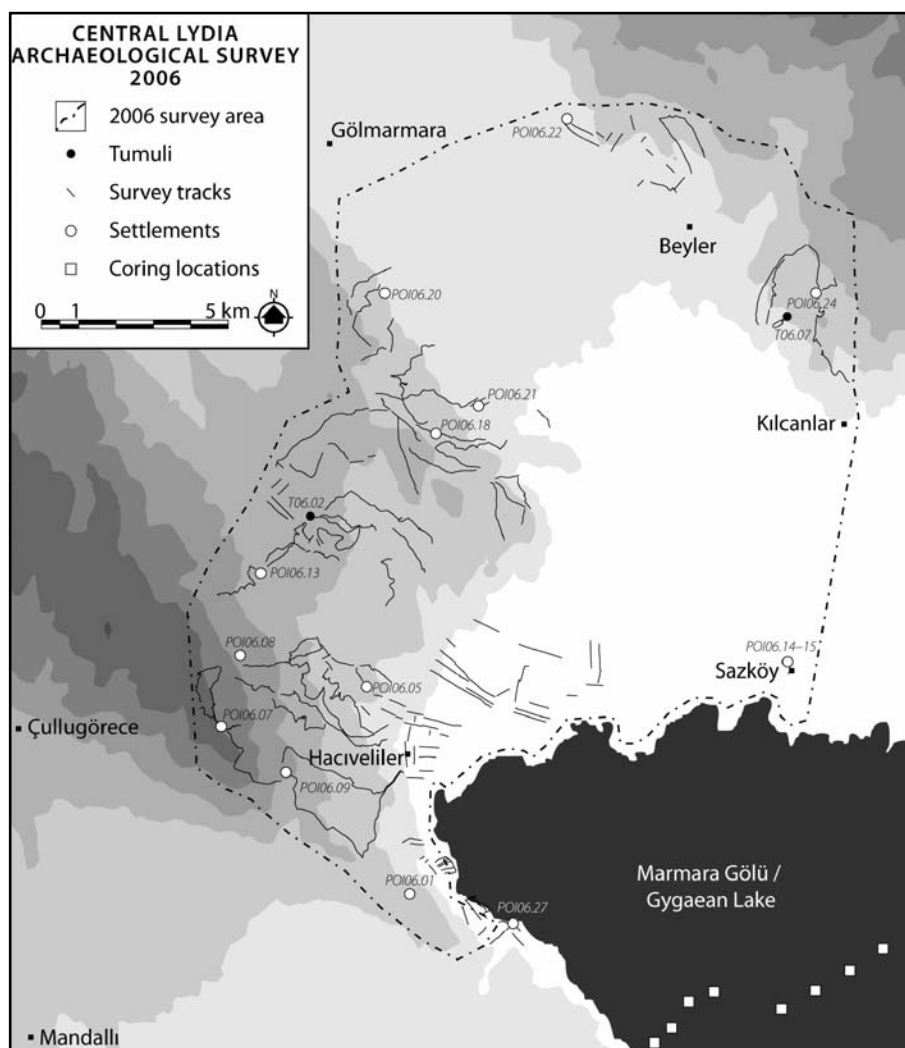 CENTRAL LYDIA
ARCHAEOLOGICAL SURVEY
2006
2006 survey area
Tumuli
Survey tracks
Settlements
Coring locations
0 1 5 km
N
Gölmarmara
POI06.22
Beyler
POI06.20
POI06.24
T06.07
POI06.21
POI06.18
Kılcanlar
T06.02
POI06.13
POI06.08
POI06.14–15
Sazköy
POI06.05
POI06.07
Çullugörece
Hacıveliler
POI06.09
POI06.01
Marmara Gölü /
Gygaean Lake
POI06.27
Mandallı